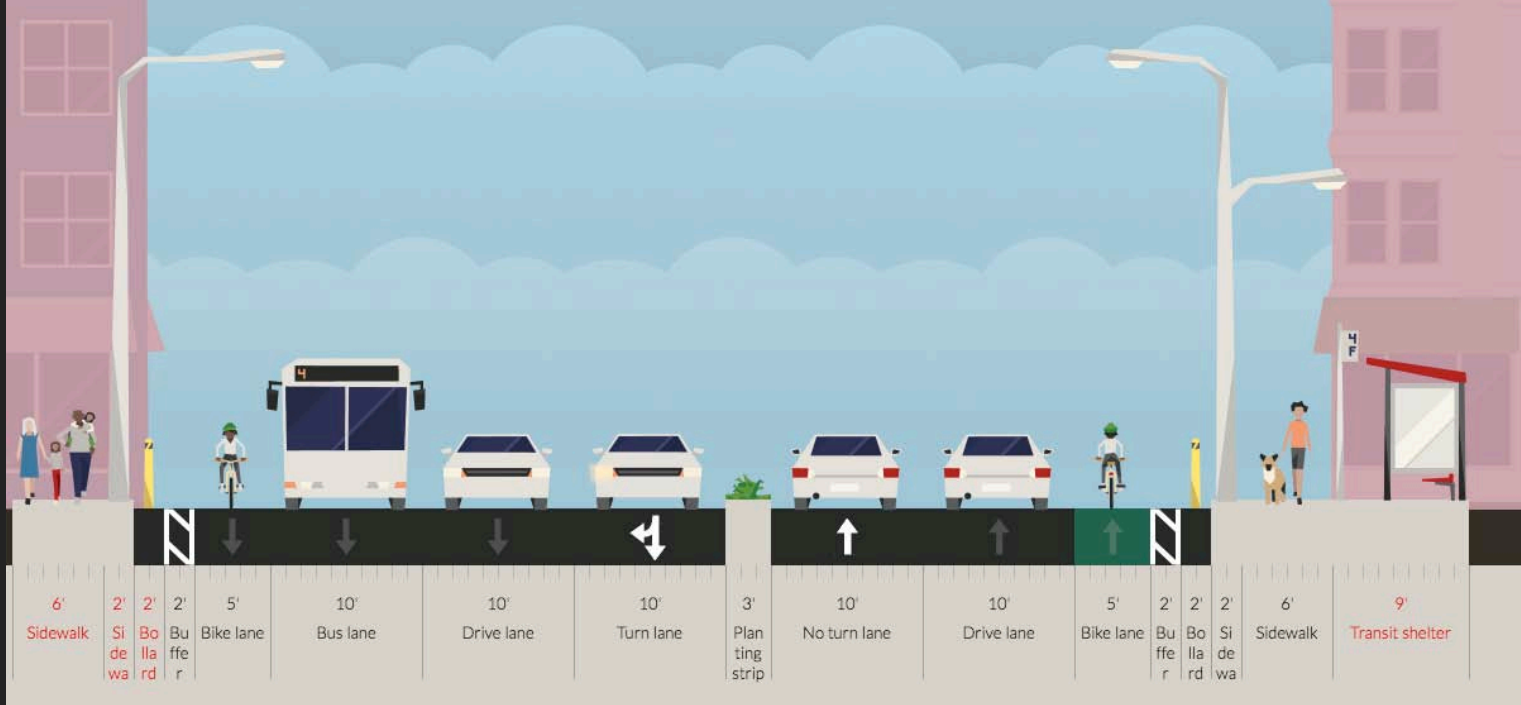 4
4
F
6' 2' 2' 2' 5' 10' 10' 10' 3' 10' 10' 5' 2' 2' 2' 6' 9'
Sidewalk Si Bo Bu Bike lane Bus lane Drive lane Turn lane Plan No turn lane Drive lane Bike lane Bu Bo Si Sidewalk Transit shelter
de lla ffe ting ffe lla de
wa rd r strip r rd wa